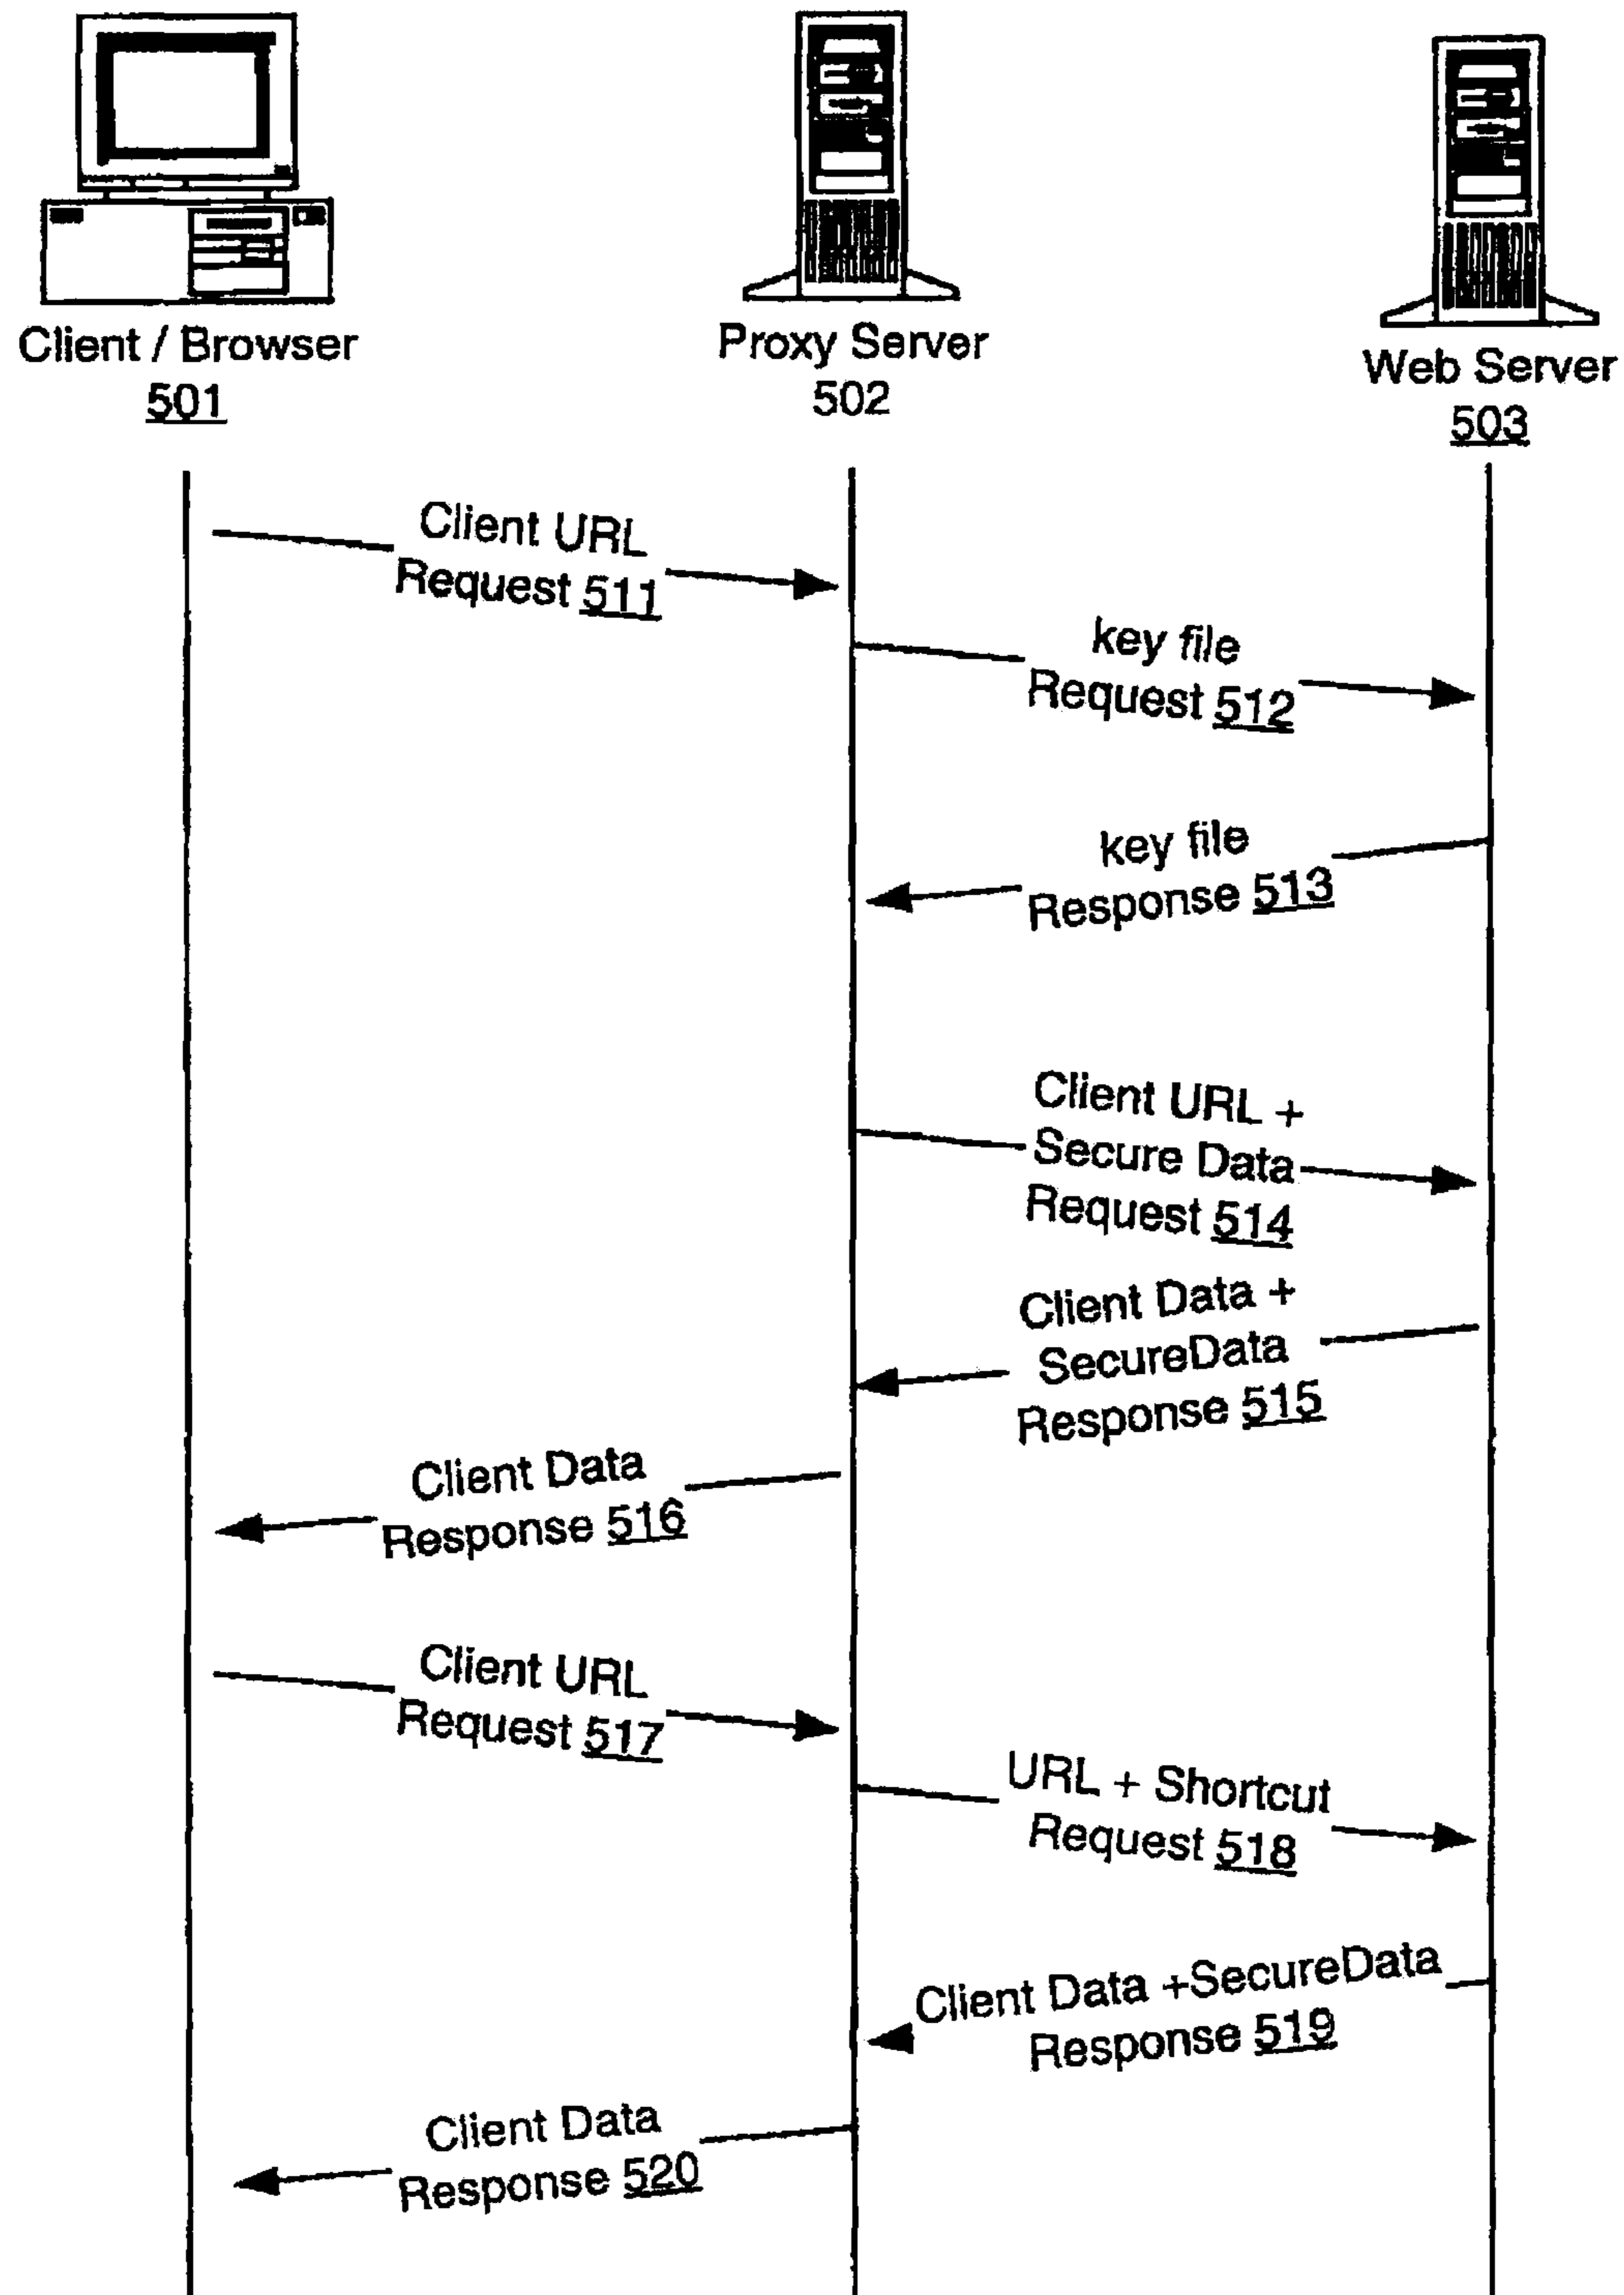 Client / Browser
501
Proxy Server
502
Web Server
503
Client URL
Request 511
key file
Request 512
key file
Response 513
Client URL +
Secure Data
Request 514
Client Data +
SecureData
Response 515
Client Data
Response 516
Client URL
Request 517
URL + Shortcut
Request 518
Client Data +SecureData
Response 519
Client Data
Response 520